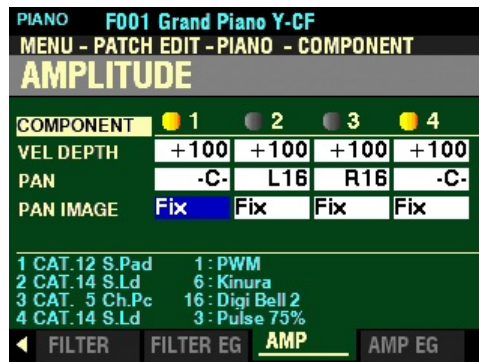 PIANO F001 Grand Piano Y-CF
MENU - PATCH EDIT - PIANO - COMPONENT
AMPLITUDE
COMPONENT 1 2 3 4
VEL DEPTH +100 +100 +100 +100
PAN -C- L16 R16 -C-
PAN IMAGE Fix Fix Fix Fix
1 CAT.12 S.Pad 1: PWM
2 CAT.14 S.Ld 6: Kinura
3 CAT. 5 Ch.Pc 16: Digi Bell 2
4 CAT.14 S.Ld 3: Pulse 75%
FILTER FILTER EG AMP AMP EG